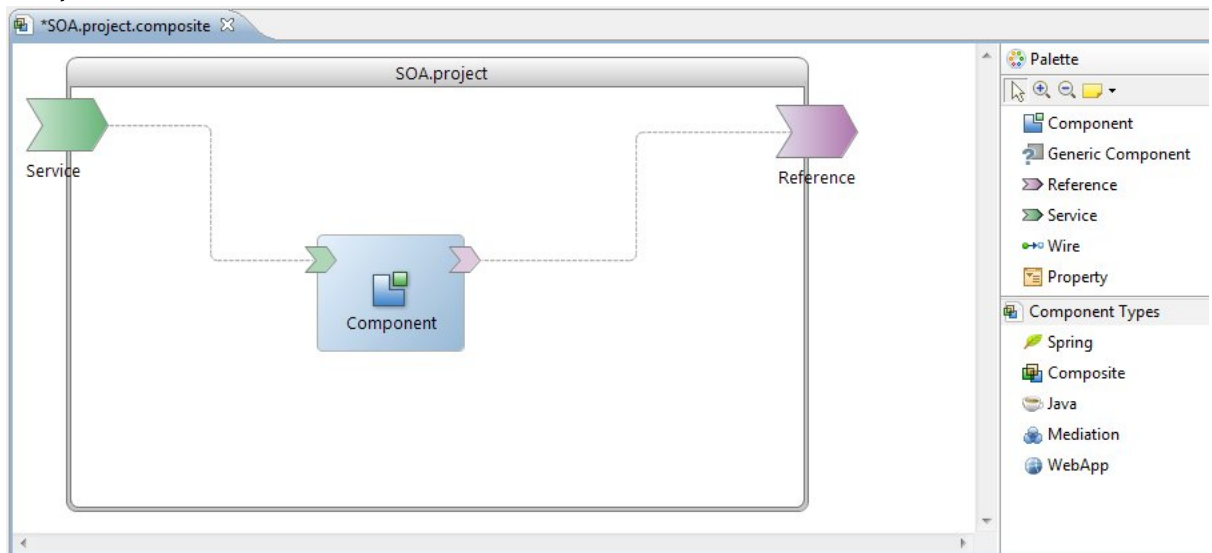 *SOA.project.composite
SOA.project
Service
Reference
Component
Palette
Component
Generic Component
Reference
Service
Wire
Property
Component Types
Spring
Composite
Java
Mediation
WebApp